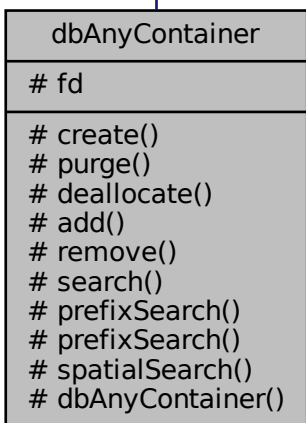 dbAnyContainer
# fd
# create()
# purge()
# deallocate()
# add()
# remove()
# search()
# prefixSearch()
# prefixSearch()
# spatialSearch()
# dbAnyContainer()